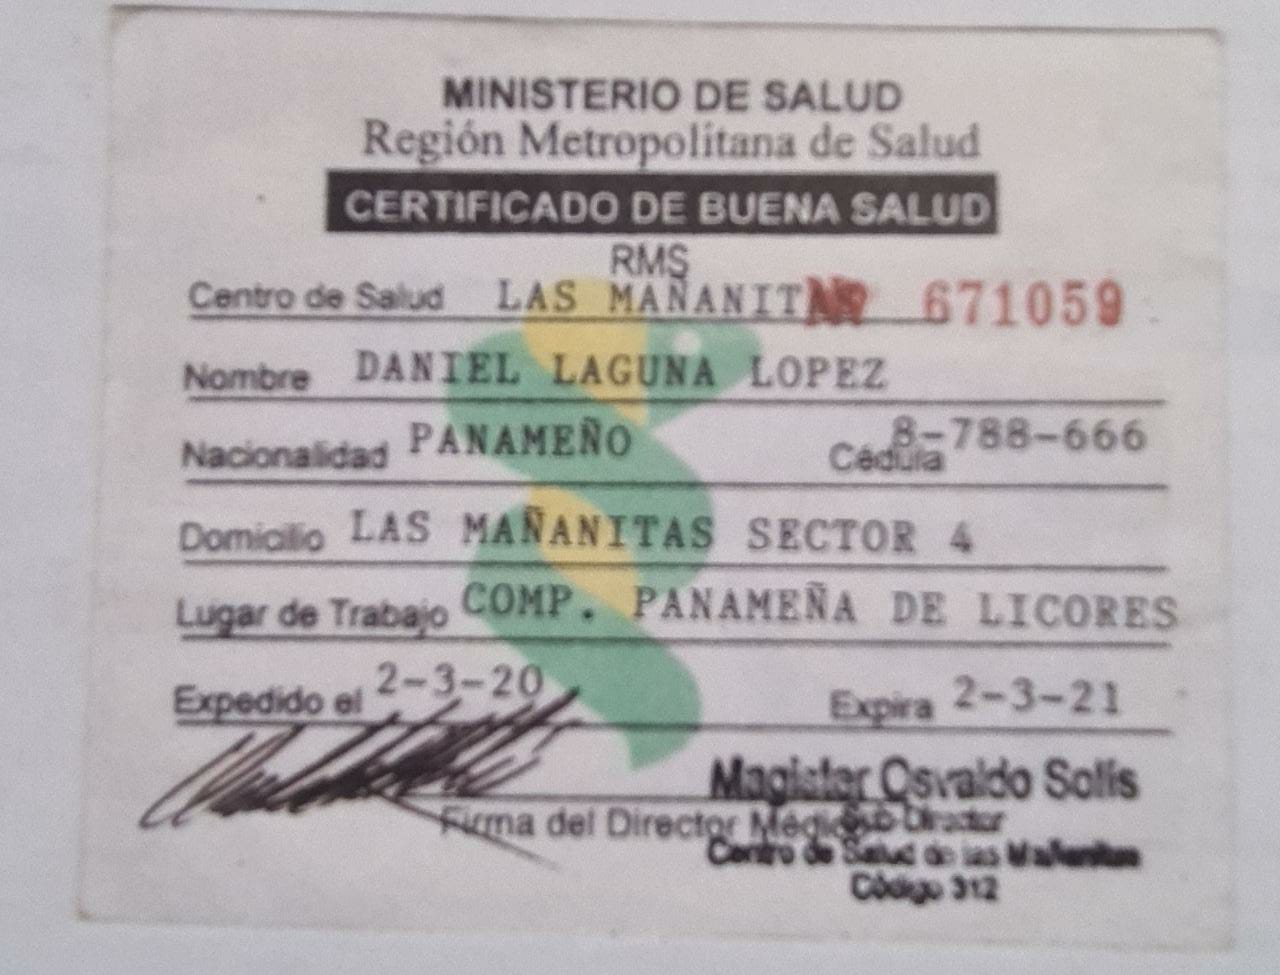 MINISTERIO DE SALUD
Región Metropolitana de Salud
CERTIFICADO DE BUENA SALUD
RMS
Centro de Salud LAS MAÑANITAS Nº 671059
Nombre DANIEL LAGUNA LOPEZ
Nacionalidad PANAMEÑO Cédula 8-788-666
Domicilio LAS MAÑANITAS SECTOR 4
Lugar de Trabajo COMP. PANAMEÑA DE LICORES
Expedido el 2-3-20 Expira 2-3-21
Magister Osvaldo Solís
Firma del Director Médico Sub-Director
Centro de Salud de las Mañanitas
Código 312